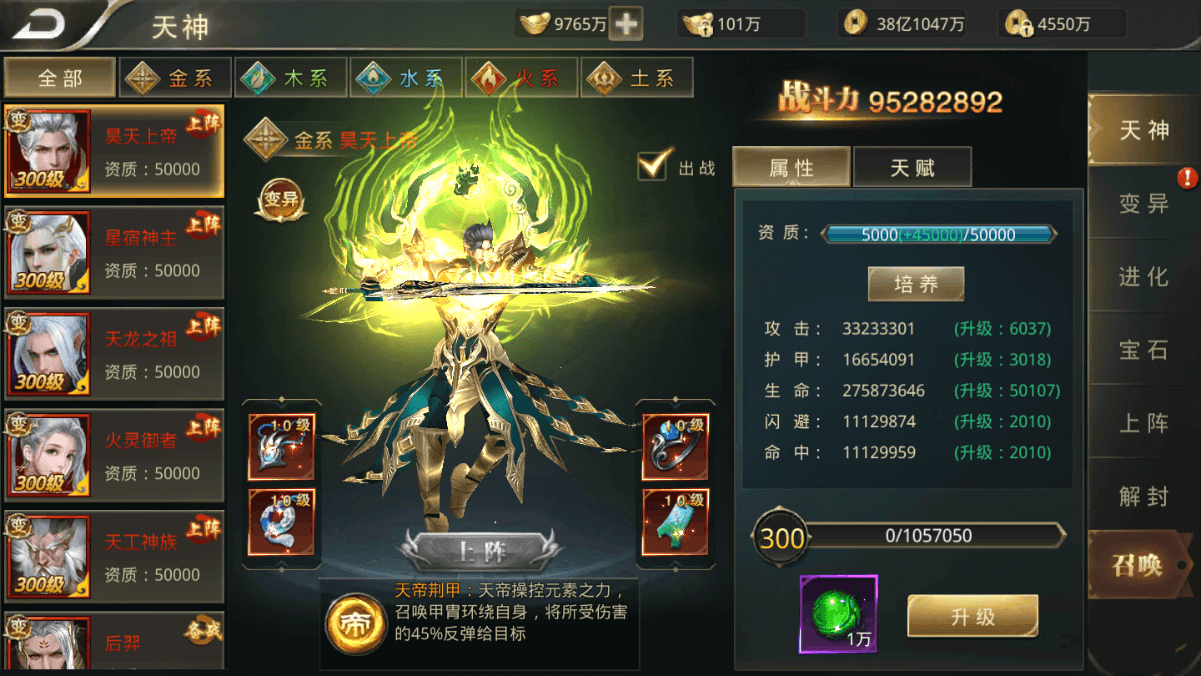 天神
9765万
101万
38亿1047万
4550万
全部
金系
木系
水系
火系
土系
变
上阵
昊天上帝
资质：50000
300级
变
上阵
星宿神主
资质：50000
300级
变
上阵
天龙之祖
资质：50000
300级
变
上阵
火灵御者
资质：50000
300级
变
上阵
天工神族
资质：50000
300级
变
备战
后羿
金系 昊天上帝
变异
出战
10级
10级
10级
10级
上阵
帝
天帝荆甲：天帝操控元素之力，
召唤甲胄环绕自身，将所受伤害
的45%反弹给目标
战斗力 95282892
属性
天赋
资质：
5000(+45000)/50000
培养
攻击： 33233301 (升级：6037)
护甲： 16654091 (升级：3018)
生命： 275873646 (升级：50107)
闪避： 11129874 (升级：2010)
命中： 11129959 (升级：2010)
300
0/1057050
1万
升级
天神
变异
进化
宝石
上阵
解封
召唤